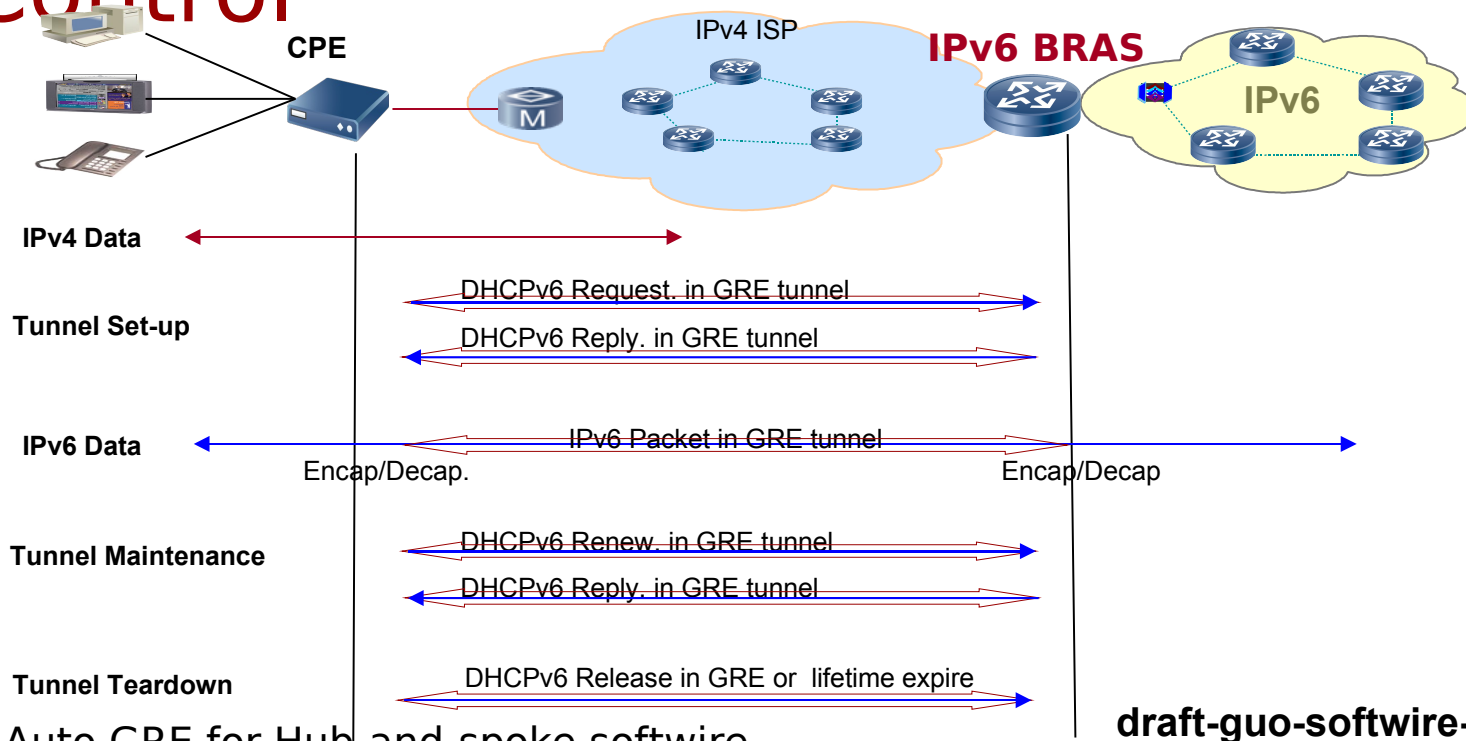 Control
CPE
IPv4 ISP
IPv6 BRAS
IPv6
M
IPv4 Data
DHCPv6 Request. in GRE tunnel
Tunnel Set-up
DHCPv6 Reply. in GRE tunnel
IPv6 Data
IPv6 Packet in GRE tunnel
Encap/Decap.
Encap/Decap
DHCPv6 Renew. in GRE tunnel
Tunnel Maintenance
DHCPv6 Reply. in GRE tunnel
Tunnel Teardown
DHCPv6 Release in GRE or lifetime expire
Auto GRE for Hub and spoke softwire
draft-guo-softwire-